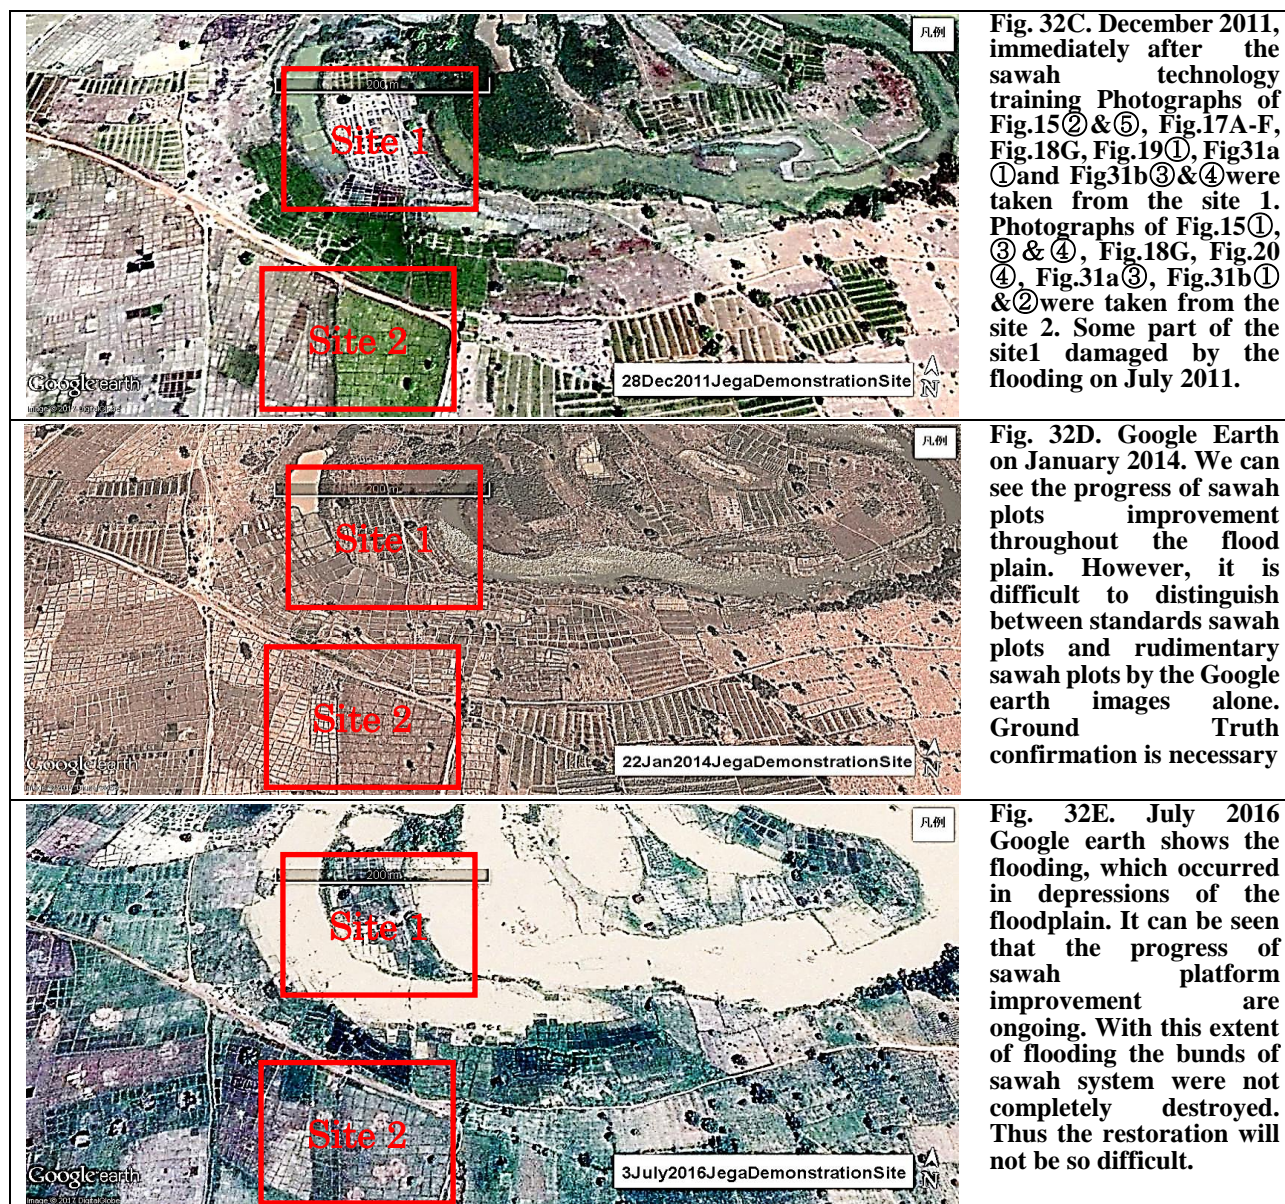 凡例
200 m
Site 1
Site 2
Google earth
Image © 2017 DigitalGlobe
28Dec2011JegaDemonstrationSite
N
Fig. 32C. December 2011,
immediately after the
sawah technology
training Photographs of
Fig.15②&⑤, Fig.17A-F,
Fig.18G, Fig.19①, Fig31a
①and Fig31b③&④were
taken from the site 1.
Photographs of Fig.15①,
③ & ④, Fig.18G, Fig.20
④, Fig.31a③, Fig.31b①
&②were taken from the
site 2. Some part of the
site1 damaged by the
flooding on July 2011.
凡例
200 m
Site 1
Site 2
Google earth
22Jan2014JegaDemonstrationSite
N
Fig. 32D. Google Earth
on January 2014. We can
see the progress of sawah
plots improvement
throughout the flood
plain. However, it is
difficult to distinguish
between standards sawah
plots and rudimentary
sawah plots by the Google
earth images alone.
Ground Truth
confirmation is necessary
凡例
200 m
Site 1
Site 2
Google earth
Image © 2017 DigitalGlobe
3July2016JegaDemonstrationSite
N
Fig. 32E. July 2016
Google earth shows the
flooding, which occurred
in depressions of the
floodplain. It can be seen
that the progress of
sawah platform
improvement are
ongoing. With this extent
of flooding the bunds of
sawah system were not
completely destroyed.
Thus the restoration will
not be so difficult.